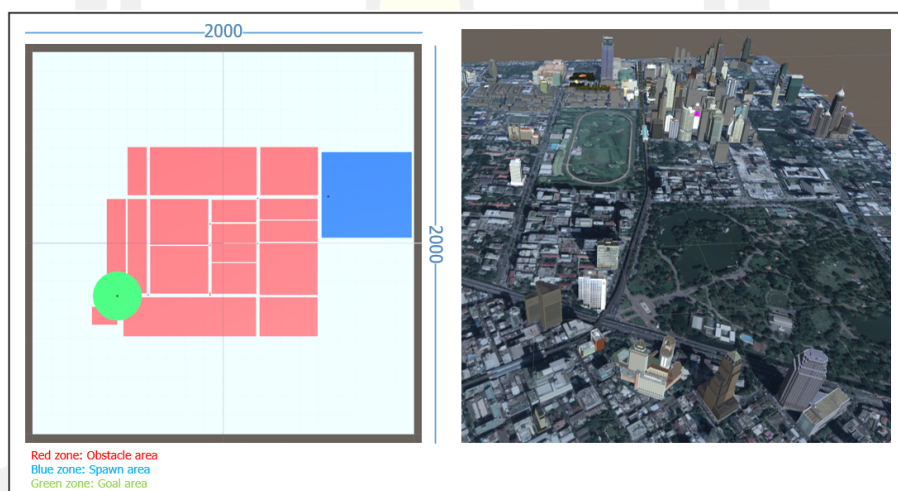 2000
2000
Red zone: Obstacle area
Blue zone: Spawn area
Green zone: Goal area